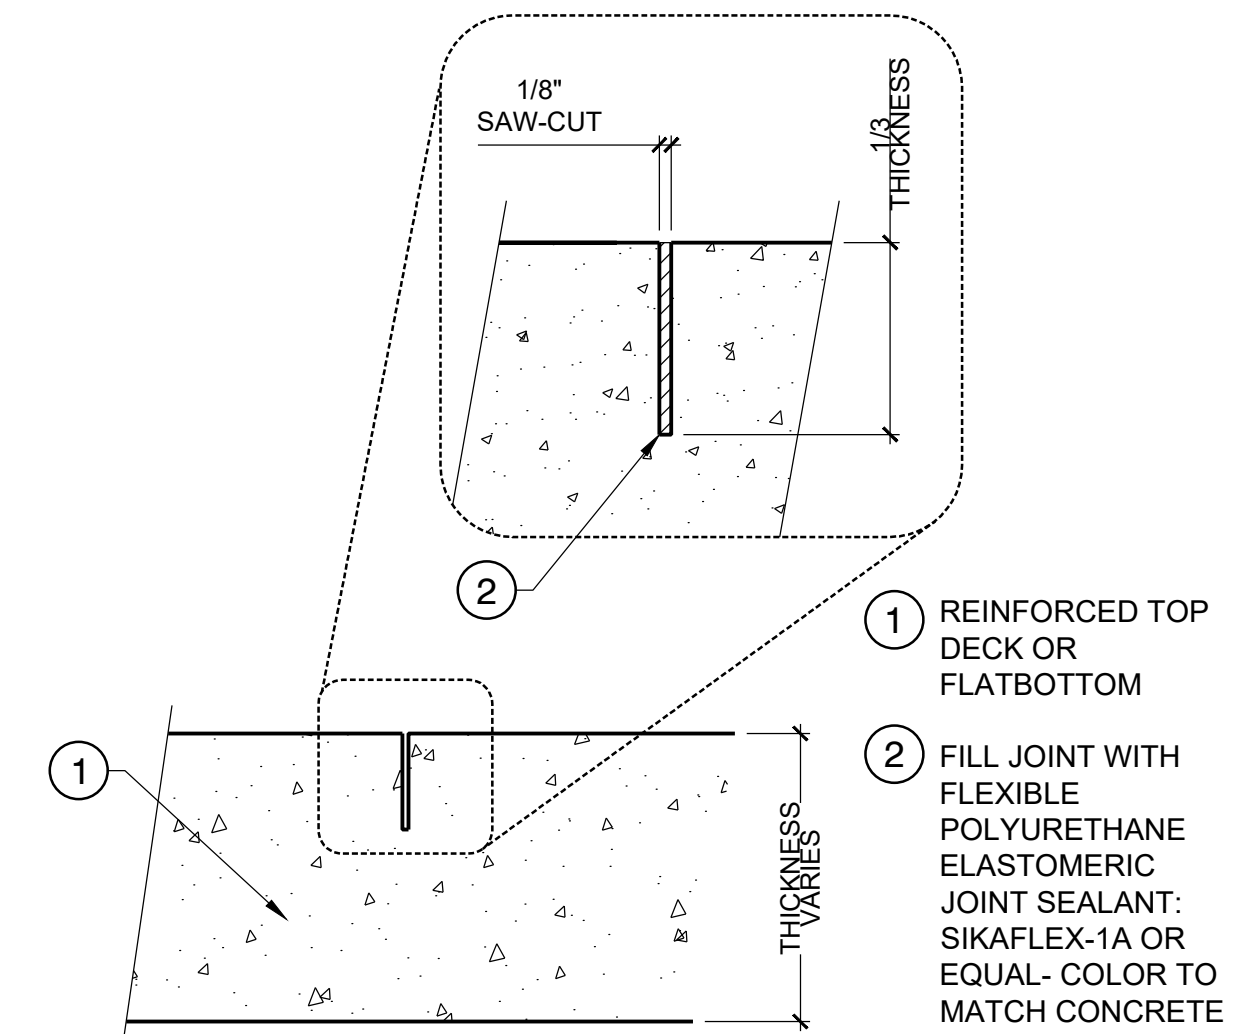 1/8"
SAW-CUT
1/3
THICKNESS
2
1
THICKNESS
VARIES
1
REINFORCED TOP
DECK OR
FLATBOTTOM
2
FILL JOINT WITH
FLEXIBLE
POLYURETHANE
ELASTOMERIC
JOINT SEALANT:
SIKAFLEX-1A OR
EQUAL- COLOR TO
MATCH CONCRETE